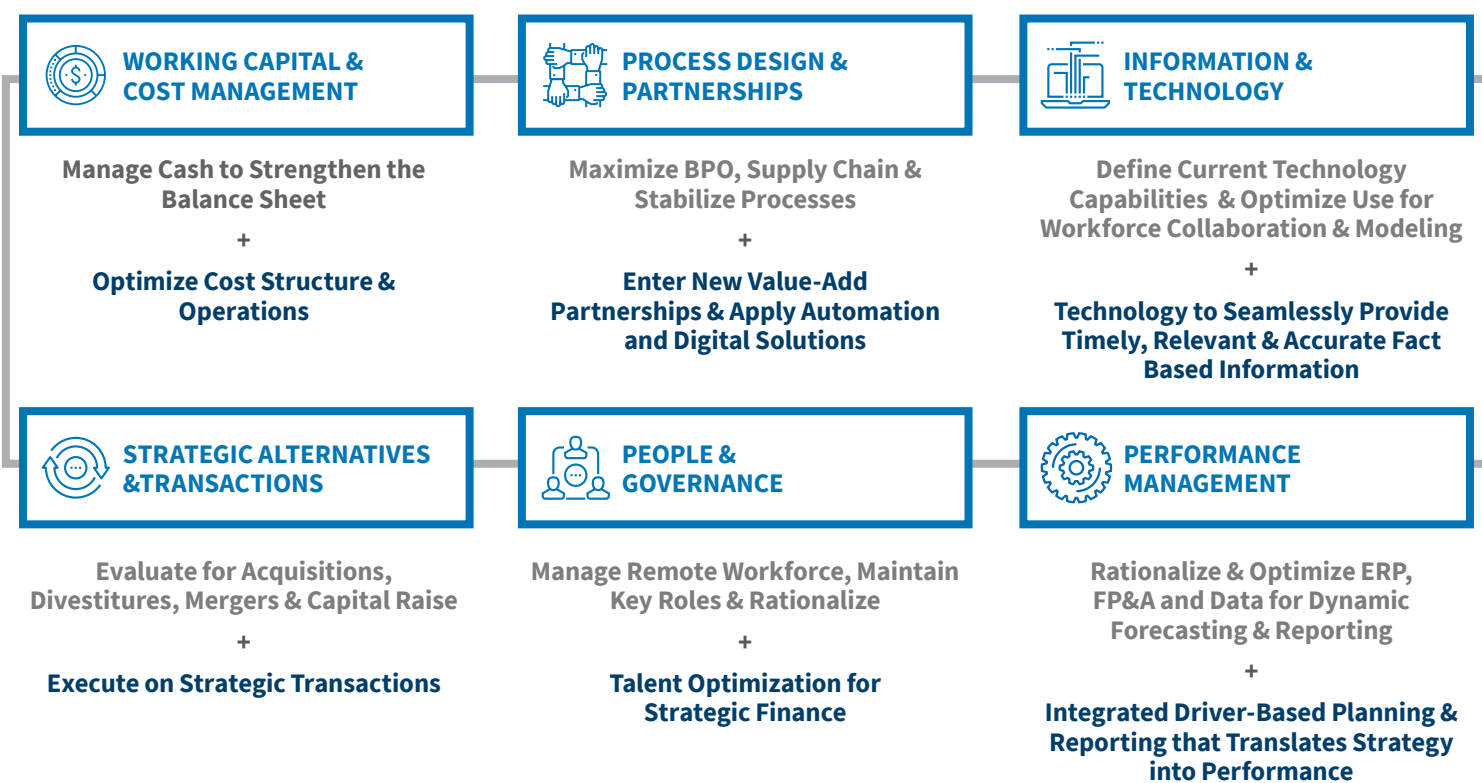 WORKING CAPITAL &
COST MANAGEMENT
Manage Cash to Strengthen the
Balance Sheet
+
Optimize Cost Structure &
Operations
PROCESS DESIGN &
PARTNERSHIPS
Maximize BPO, Supply Chain &
Stabilize Processes
+
Enter New Value-Add
Partnerships & Apply Automation
and Digital Solutions
INFORMATION &
TECHNOLOGY
Define Current Technology
Capabilities & Optimize Use for
Workforce Collaboration & Modeling
+
Technology to Seamlessly Provide
Timely, Relevant & Accurate Fact
Based Information
STRATEGIC ALTERNATIVES
&TRANSACTIONS
Evaluate for Acquisitions,
Divestitures, Mergers & Capital Raise
+
Execute on Strategic Transactions
PEOPLE &
GOVERNANCE
Manage Remote Workforce, Maintain
Key Roles & Rationalize
+
Talent Optimization for
Strategic Finance
PERFORMANCE
MANAGEMENT
Rationalize & Optimize ERP,
FP&A and Data for Dynamic
Forecasting & Reporting
+
Integrated Driver-Based Planning &
Reporting that Translates Strategy
into Performance